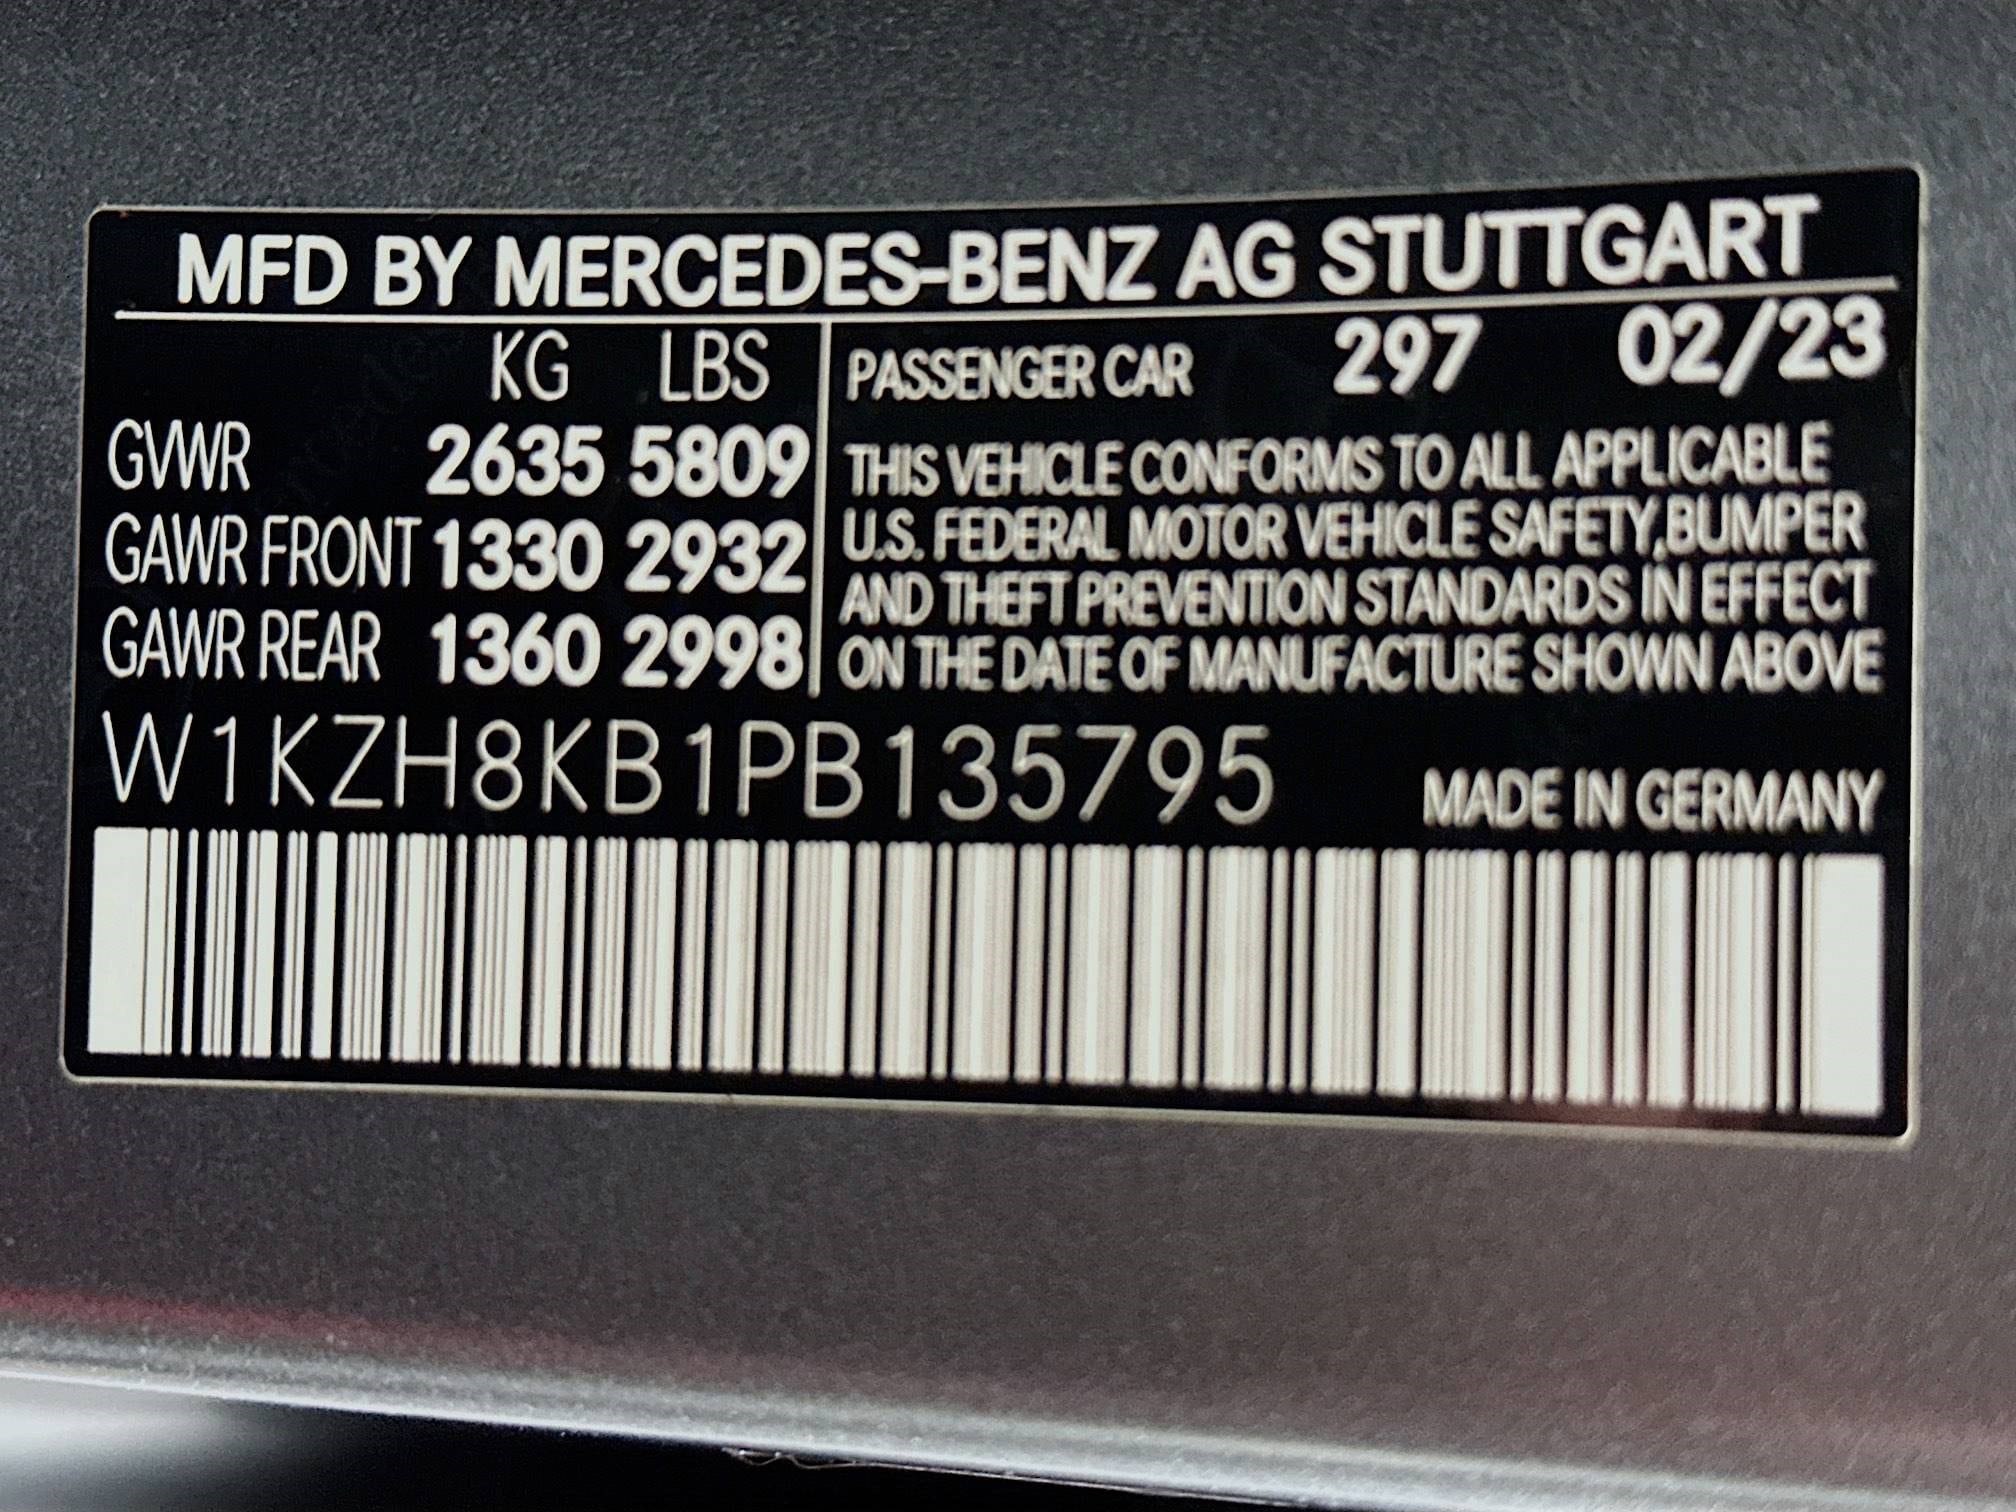 MFD BY MERCEDES-BENZ AG STUTTGART
KG LBS
GVWR 2635 5809
GAWR FRONT 1330 2932
GAWR REAR 1360 2998
PASSENGER CAR 297 02/23
THIS VEHICLE CONFORMS TO ALL APPLICABLE
U.S. FEDERAL MOTOR VEHICLE SAFETY,BUMPER
AND THEFT PREVENTION STANDARDS IN EFFECT
ON THE DATE OF MANUFACTURE SHOWN ABOVE
W1KZH8KB1PB135795
MADE IN GERMANY